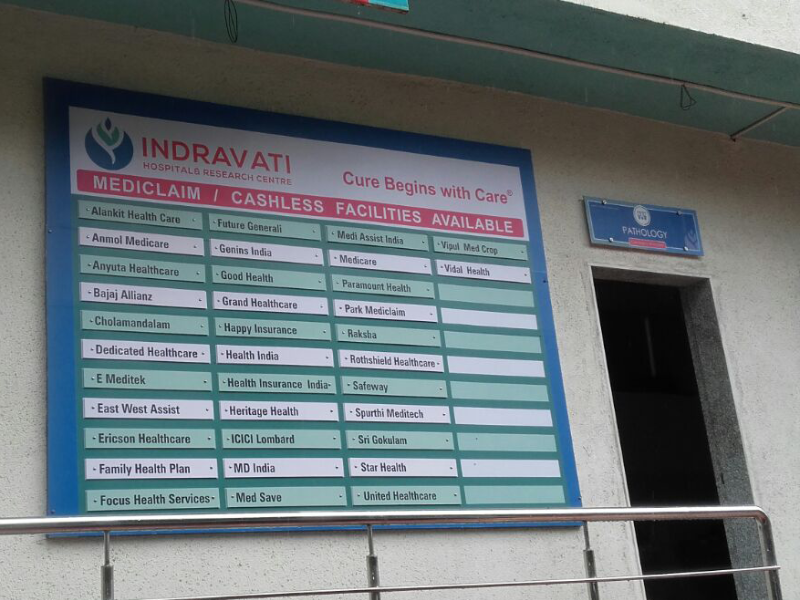 INDRAVATI
HOSPITAL & RESEARCH CENTRE
Cure Begins with Care®
MEDICLAIM / CASHLESS FACILITIES AVAILABLE
Alankit Health Care
Anmol Medicare
Anyuta Healthcare
Bajaj Allianz
Cholamandalam
Dedicated Healthcare
E Meditek
East West Assist
Ericson Healthcare
Family Health Plan
Focus Health Services
Future Generali
Genins India
Good Health
Grand Healthcare
Happy Insurance
Health India
Health Insurance India
Heritage Health
ICICI Lombard
MD India
Med Save
Medi Assist India
Medicare
Paramount Health
Park Mediclaim
Raksba
Rothshield Healthcare
Safeway
Spurthi Meditech
Sri Gokulam
Star Health
United Healthcare
Vipul Med Crop
Vidal Health
PATHOLOGY